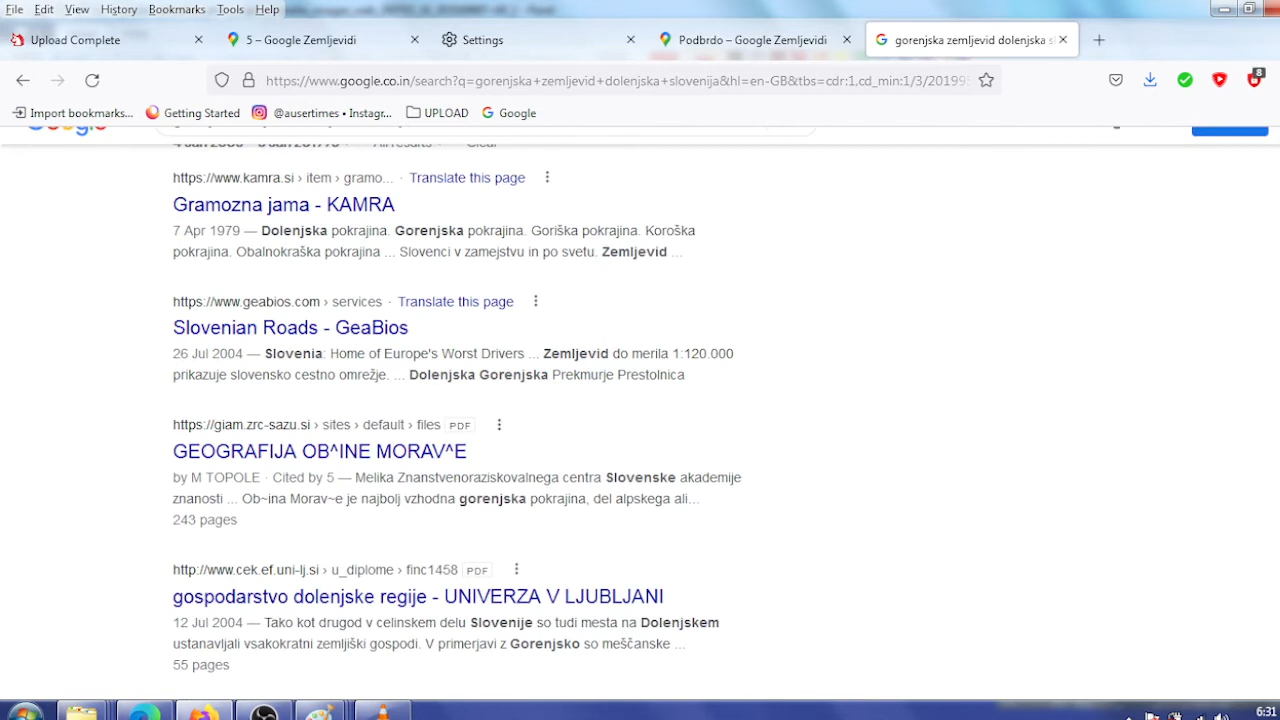 File Edit View History Bookmarks Tools Help
Upload Complete
5 – Google Zemljevidi
Settings
Podbrdo – Google Zemljevidi
gorenjska zemljevid dolenjska sl
https://www.google.co.in/search?q=gorenjska+zemljevid+dolenjska+slovenija&hl=en-GB&tbs=cdr:1,cd_min:1/3/201995
8
Import bookmarks... Getting Started @ausertimes • Instagr... UPLOAD Google
All results Clear
https://www.kamra.si › item › gramo... · Translate this page
Gramozna jama - KAMRA
7 Apr 1979 — Dolenjska pokrajina. Gorenjska pokrajina. Goriška pokrajina. Koroška
pokrajina. Obalnokraška pokrajina ... Slovenci v zamejstvu in po svetu. Zemljevid ...
https://www.geabios.com › services · Translate this page
Slovenian Roads - GeaBios
26 Jul 2004 — Slovenia: Home of Europe's Worst Drivers ... Zemljevid do merila 1:120.000
prikazuje slovensko cestno omrežje. ... Dolenjska Gorenjska Prekmurje Prestolnica
https://giam.zrc-sazu.si › sites › default › files PDF
GEOGRAFIJA OB^INE MORAV^E
by M TOPOLE · Cited by 5 — Melika Znanstvenoraziskovalnega centra Slovenske akademije
znanosti ... Ob~ina Morav~e je najbolj vzhodna gorenjska pokrajina, del alpskega ali...
243 pages
http://www.cek.ef.uni-lj.si › u_diplome › finc1458 PDF
gospodarstvo dolenjske regije - UNIVERZA V LJUBLJANI
12 Jul 2004 — Tako kot drugod v celinskem delu Slovenije so tudi mesta na Dolenjskem
ustanavljali vsakokratni zemljiški gospodi. V primerjavi z Gorenjsko so meščanske ...
55 pages
6:31